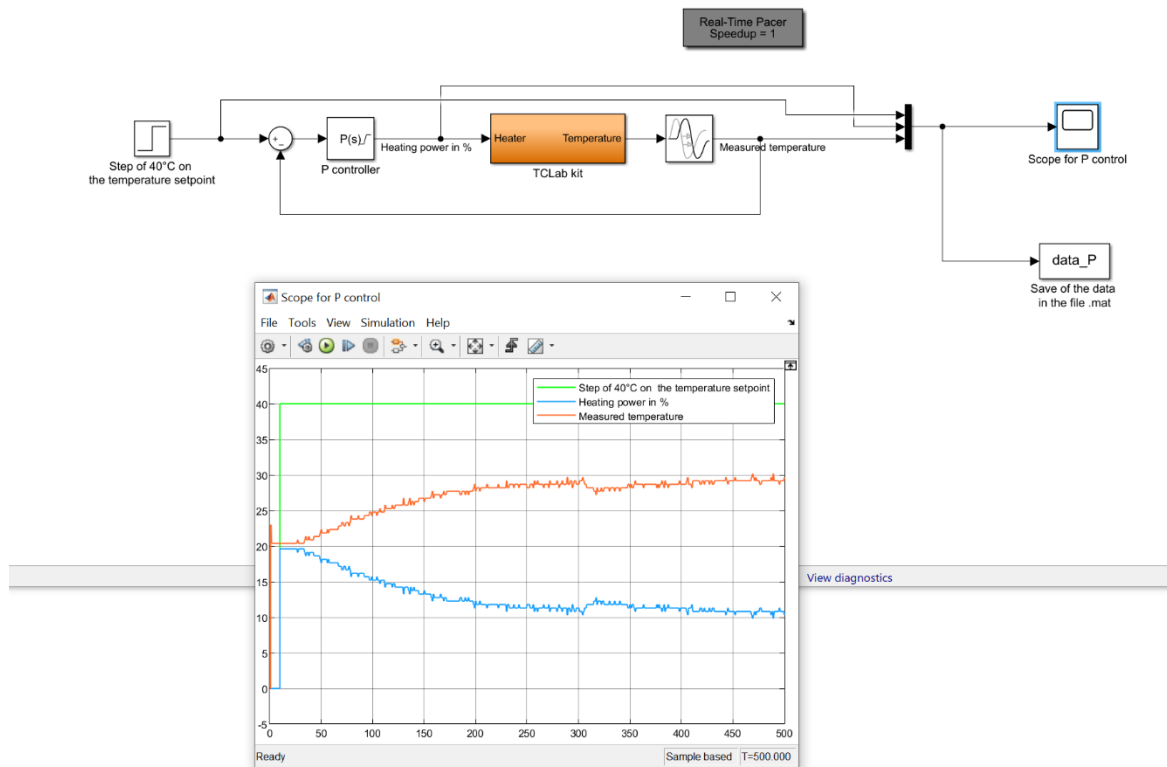 Real-Time Pacer
Speedup = 1
Step of 40°C on
the temperature setpoint
+
−
P(s)
P controller
Heating power in %
Heater
Temperature
TCLab kit
Measured temperature
Scope for P control
data_P
Save of the data
in the file .mat
Scope for P control
File Tools View Simulation Help
45
40
35
30
25
20
15
10
5
0
-5
Step of 40°C on  the temperature setpoint
Heating power in %
Measured temperature
0 50 100 150 200 250 300 350 400 450 500
Ready
Sample based
T=500.000
View diagnostics